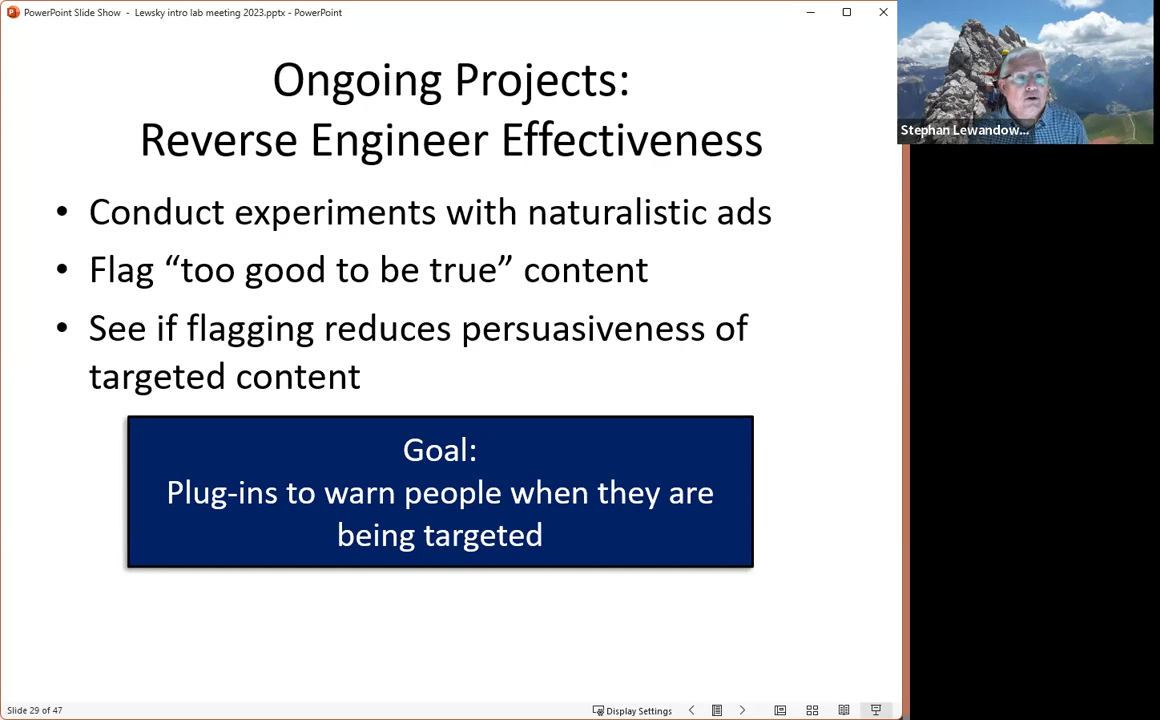 PowerPoint Slide Show - Lewsky intro lab meeting 2023.pptx - PowerPoint
Stephan Lewandow...
Ongoing Projects:
Reverse Engineer Effectiveness
• Conduct experiments with naturalistic ads
• Flag “too good to be true” content
• See if flagging reduces persuasiveness of
targeted content
Goal:
Plug-ins to warn people when they are
being targeted
Slide 29 of 47
Display Settings